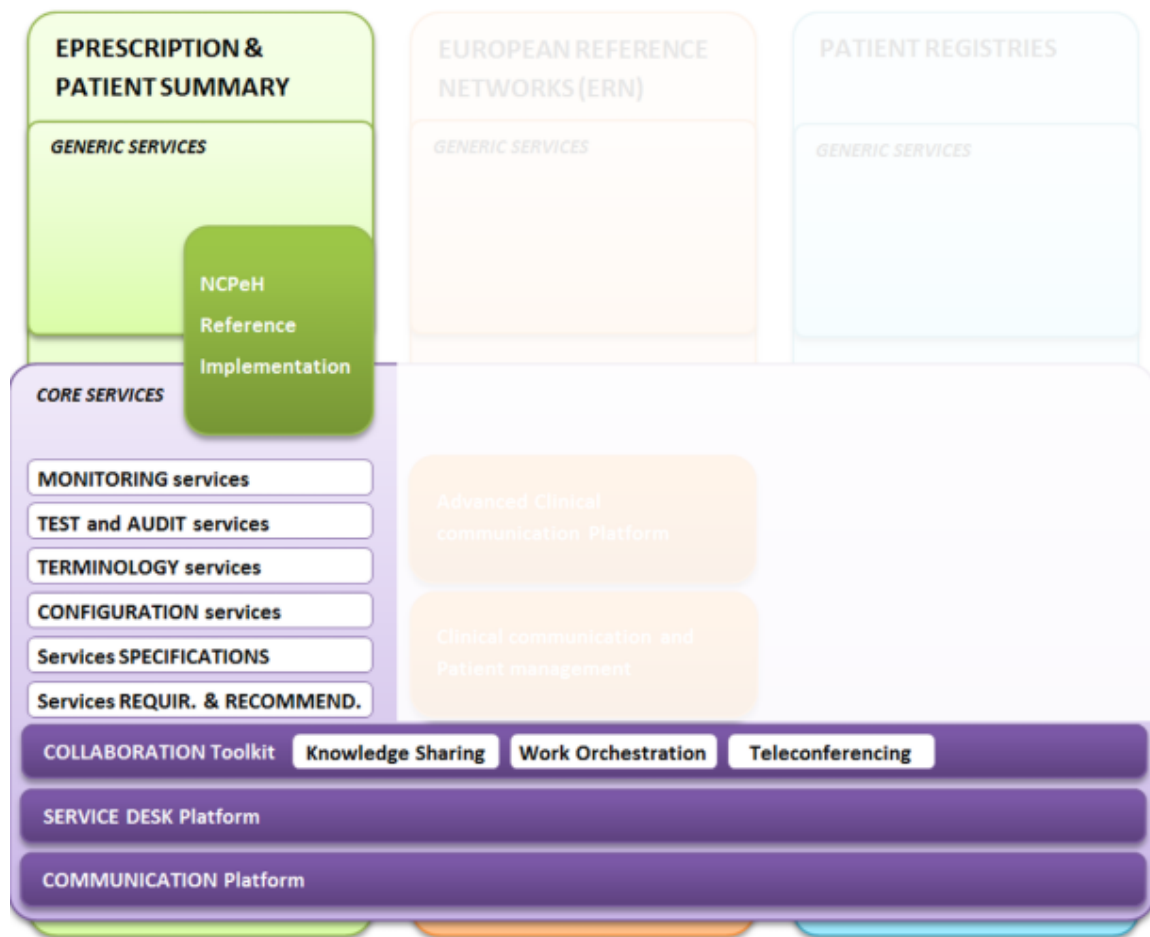 EPRESCRIPTION &
PATIENT SUMMARY
GENERIC SERVICES
NCPeH
Reference
Implementation
EUROPEAN REFERENCE
NETWORKS (ERN)
GENERIC SERVICES
PATIENT REGISTRIES
GENERIC SERVICES
CORE SERVICES
MONITORING services
TEST and AUDIT services
TERMINOLOGY services
CONFIGURATION services
Services SPECIFICATIONS
Services REQUIR. & RECOMMEND.
Advanced Clinical
communication Platform
Clinical communication and
Patient management
COLLABORATION Toolkit Knowledge Sharing Work Orchestration Teleconferencing
SERVICE DESK Platform
COMMUNICATION Platform